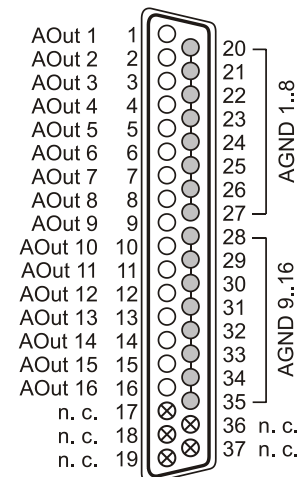 AOut 1 1
AOut 2 2
AOut 3 3
AOut 4 4
AOut 5 5
AOut 6 6
AOut 7 7
AOut 8 8
AOut 9 9
AOut 10 10
AOut 11 11
AOut 12 12
AOut 13 13
AOut 14 14
AOut 15 15
AOut 16 16
n. c. 17
n. c. 18
n. c. 19
20
21
22
23
24
25
26
27
28
29
30
31
32
33
34
35
36 n. c.
37 n. c.
AGND 1..8
AGND 9..16